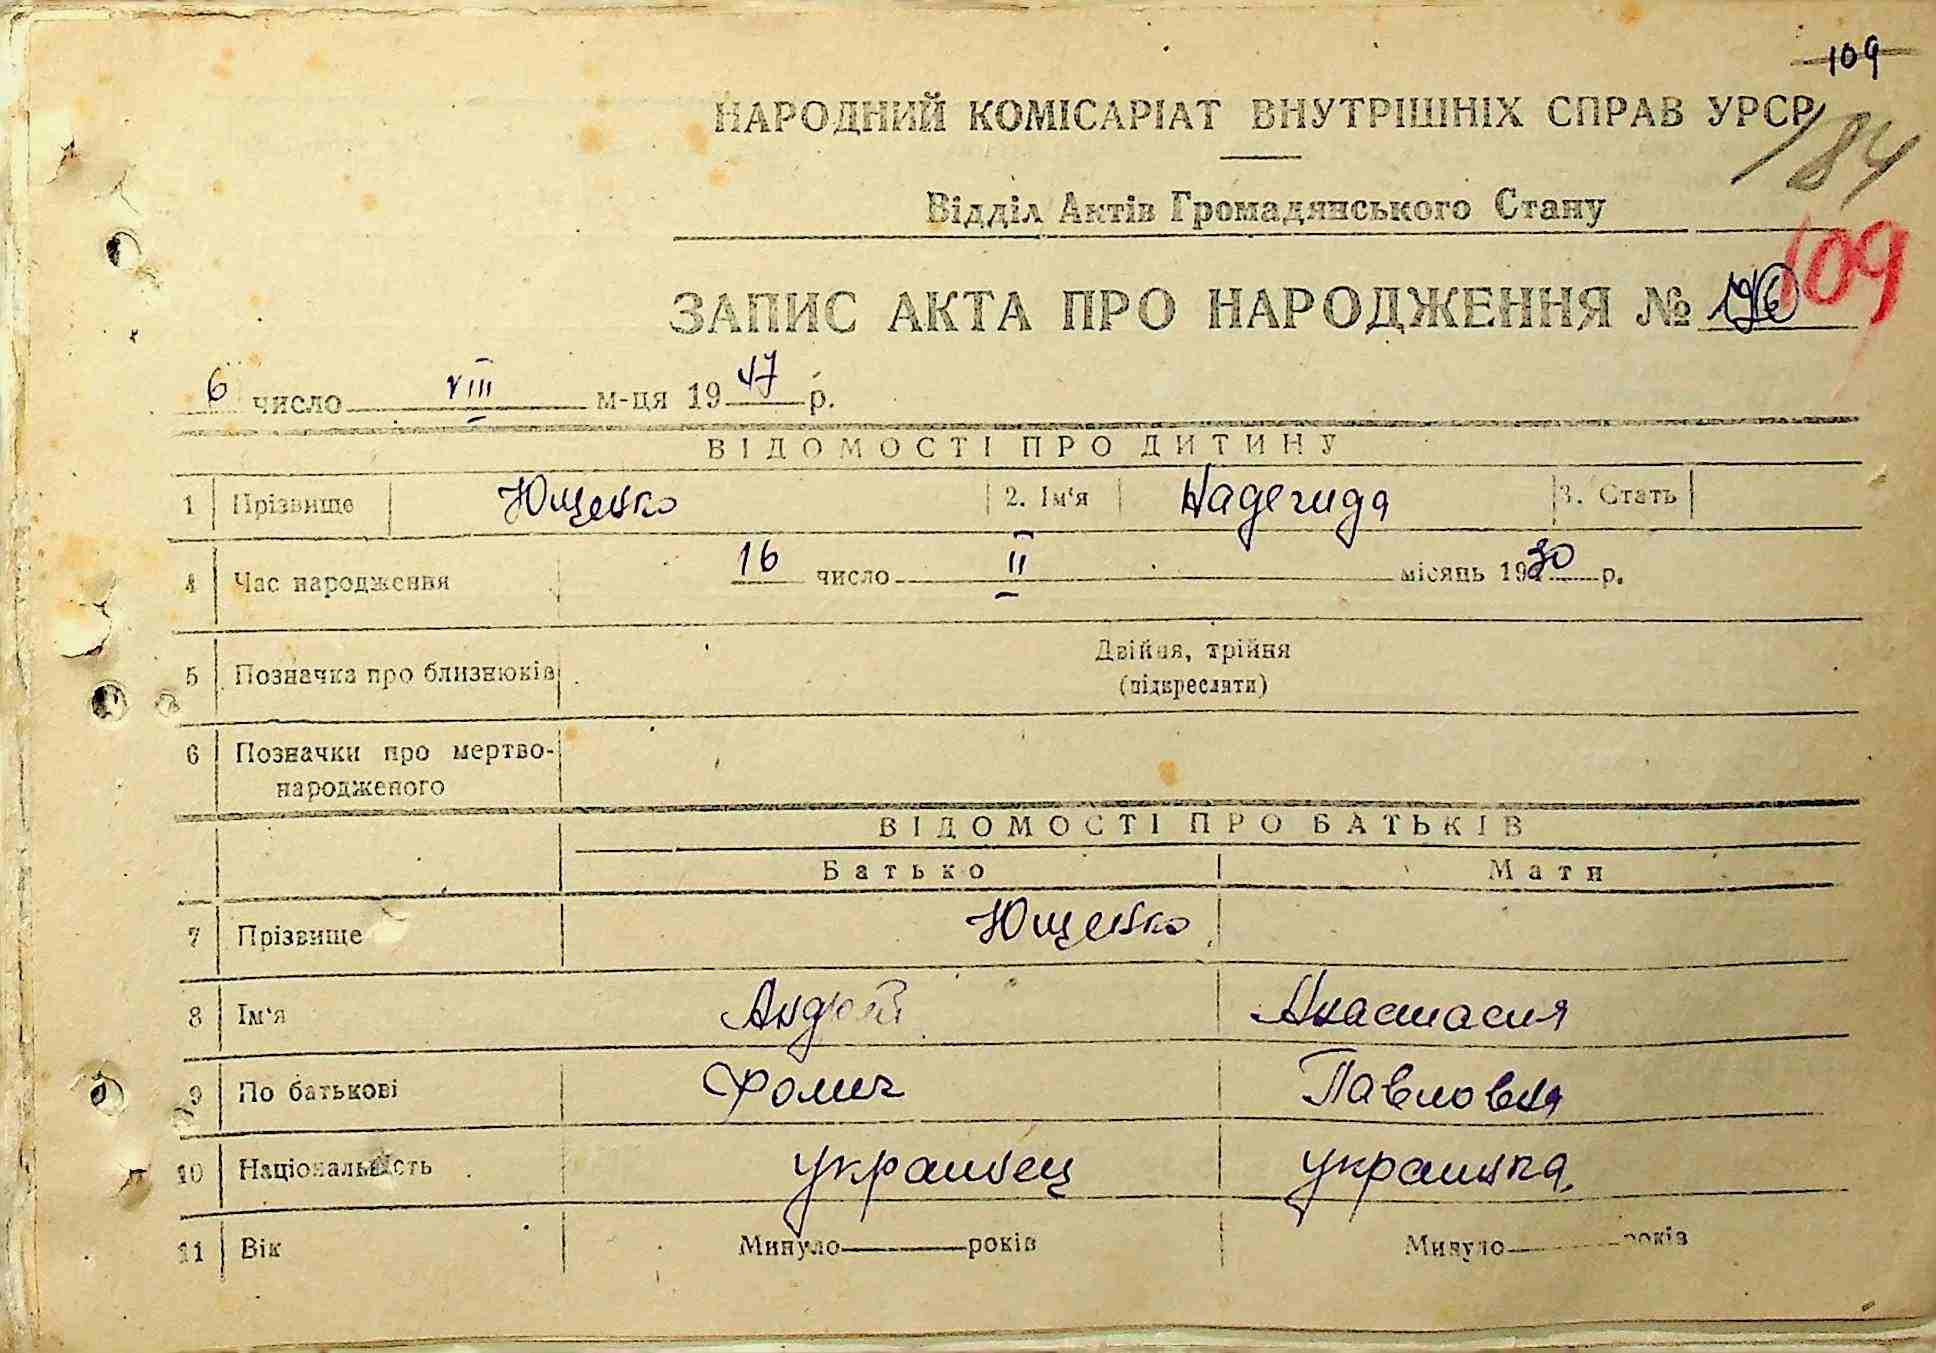 109
НАРОДНИЙ КОМІСАРІАТ ВНУТРІШНІХ СПРАВ УРСР
184
Відділ Актів Громадянського Стану
109
ЗАПИС АКТА ПРО НАРОДЖЕННЯ №
6 число VIII м-ця 1947 р.
ВІДОМОСТІ ПРО ДИТИНУ
1 Прізвище Ющенко 2. Ім'я Надегида 3. Стать
4 Час народження 16 число II місяць 1930 р.
5 Позначка про близнюків Двійня, трійня
(підкреслити)
6 Позначки про мертво-
народженого
ВІДОМОСТІ ПРО БАТЬКІВ
Батько Мати
7 Прізвище Ющенко
8 Ім'я Андрей Анастасия
9 По батькові Фомич Павловна
10 Національність украинец украинка
11 Вік Минуло років Минуло років